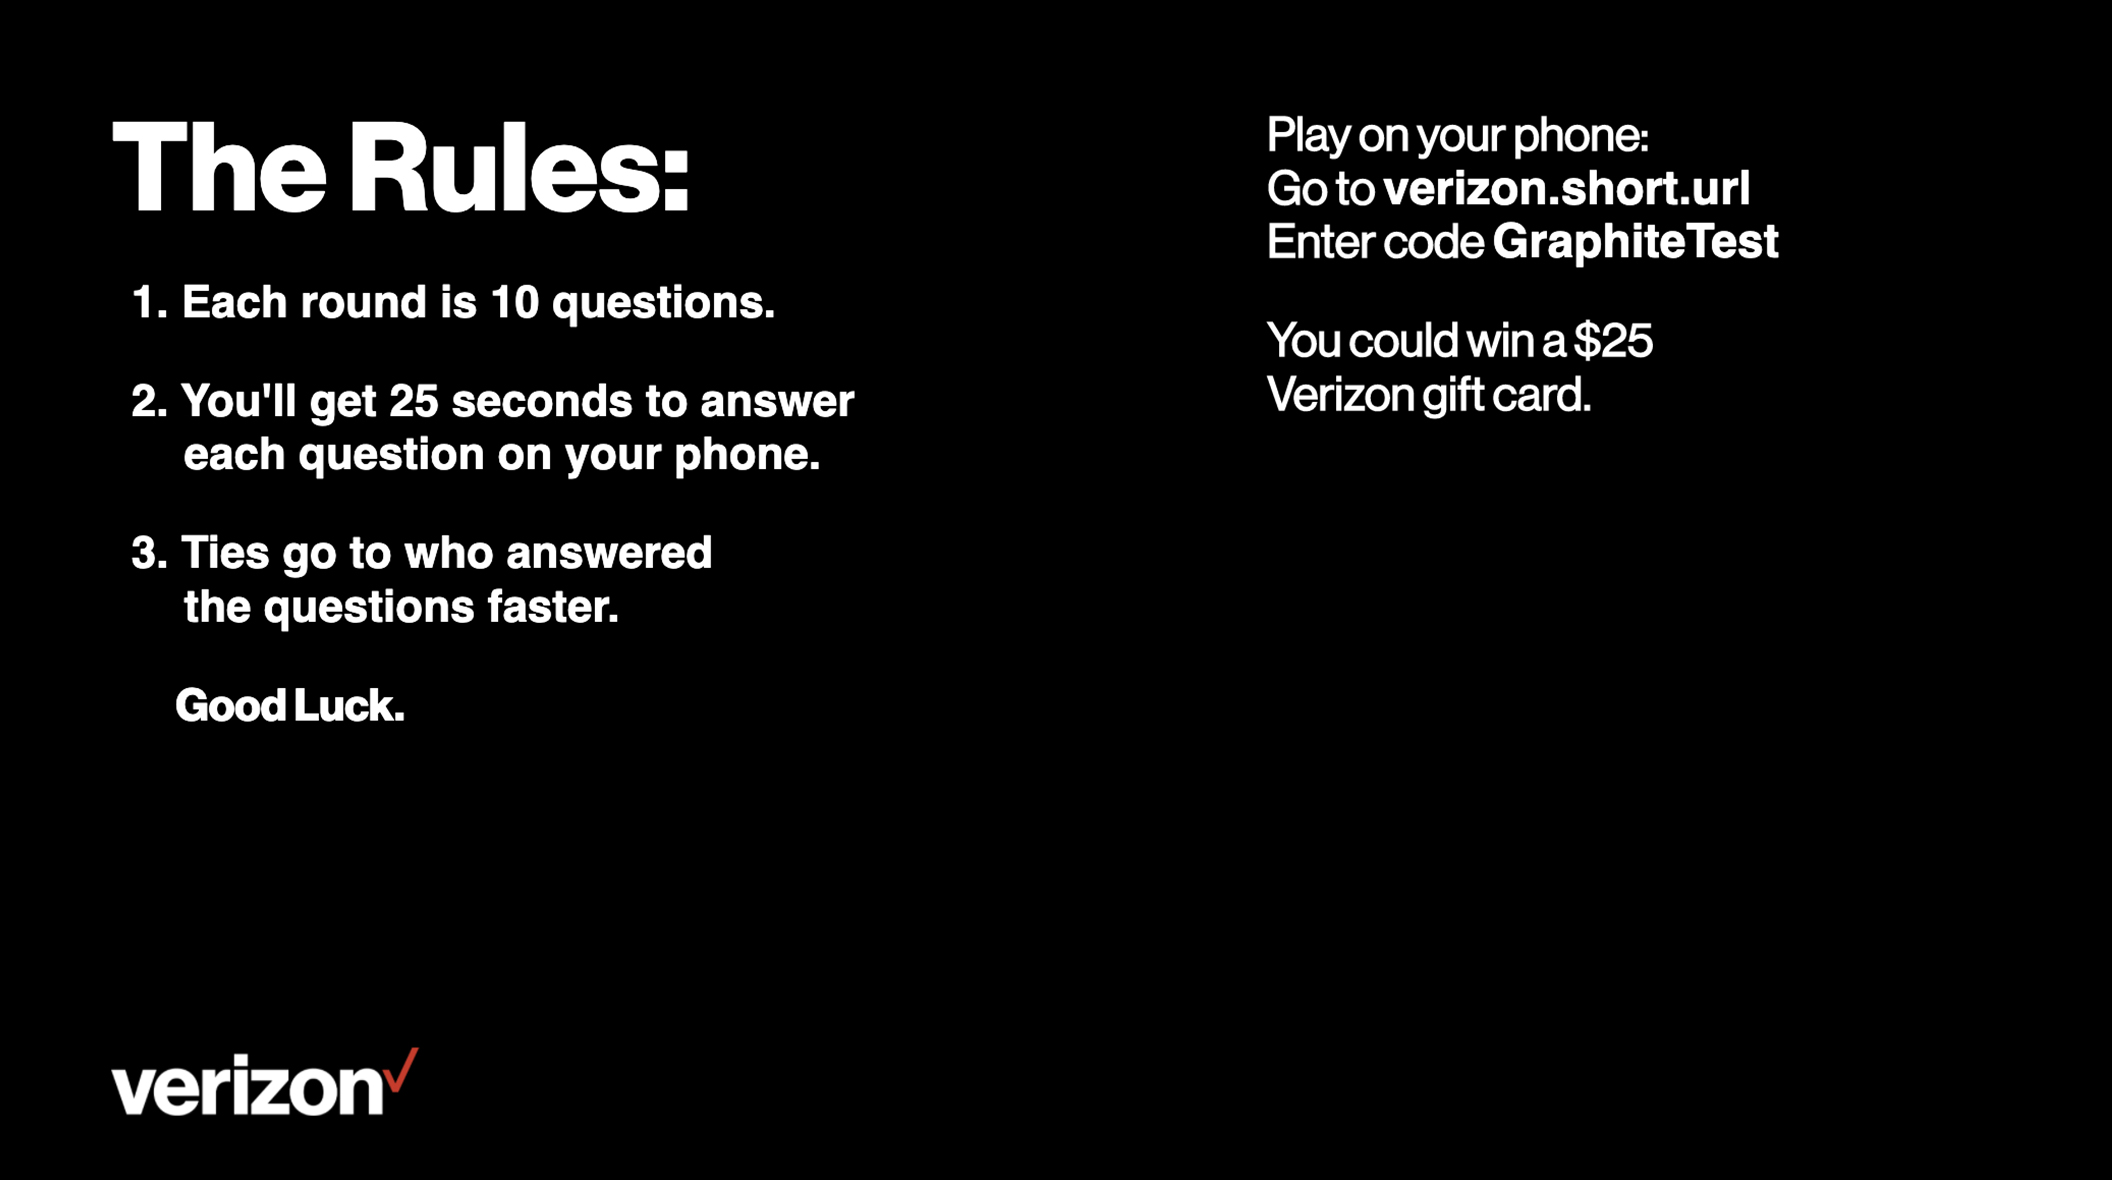 The Rules:
1. Each round is 10 questions.
2. You'll get 25 seconds to answer
each question on your phone.
3. Ties go to who answered
the questions faster.
Good Luck.
Play on your phone:
Go to verizon.short.url
Enter code GraphiteTest
You could win a $25
Verizon gift card.
verizon✓